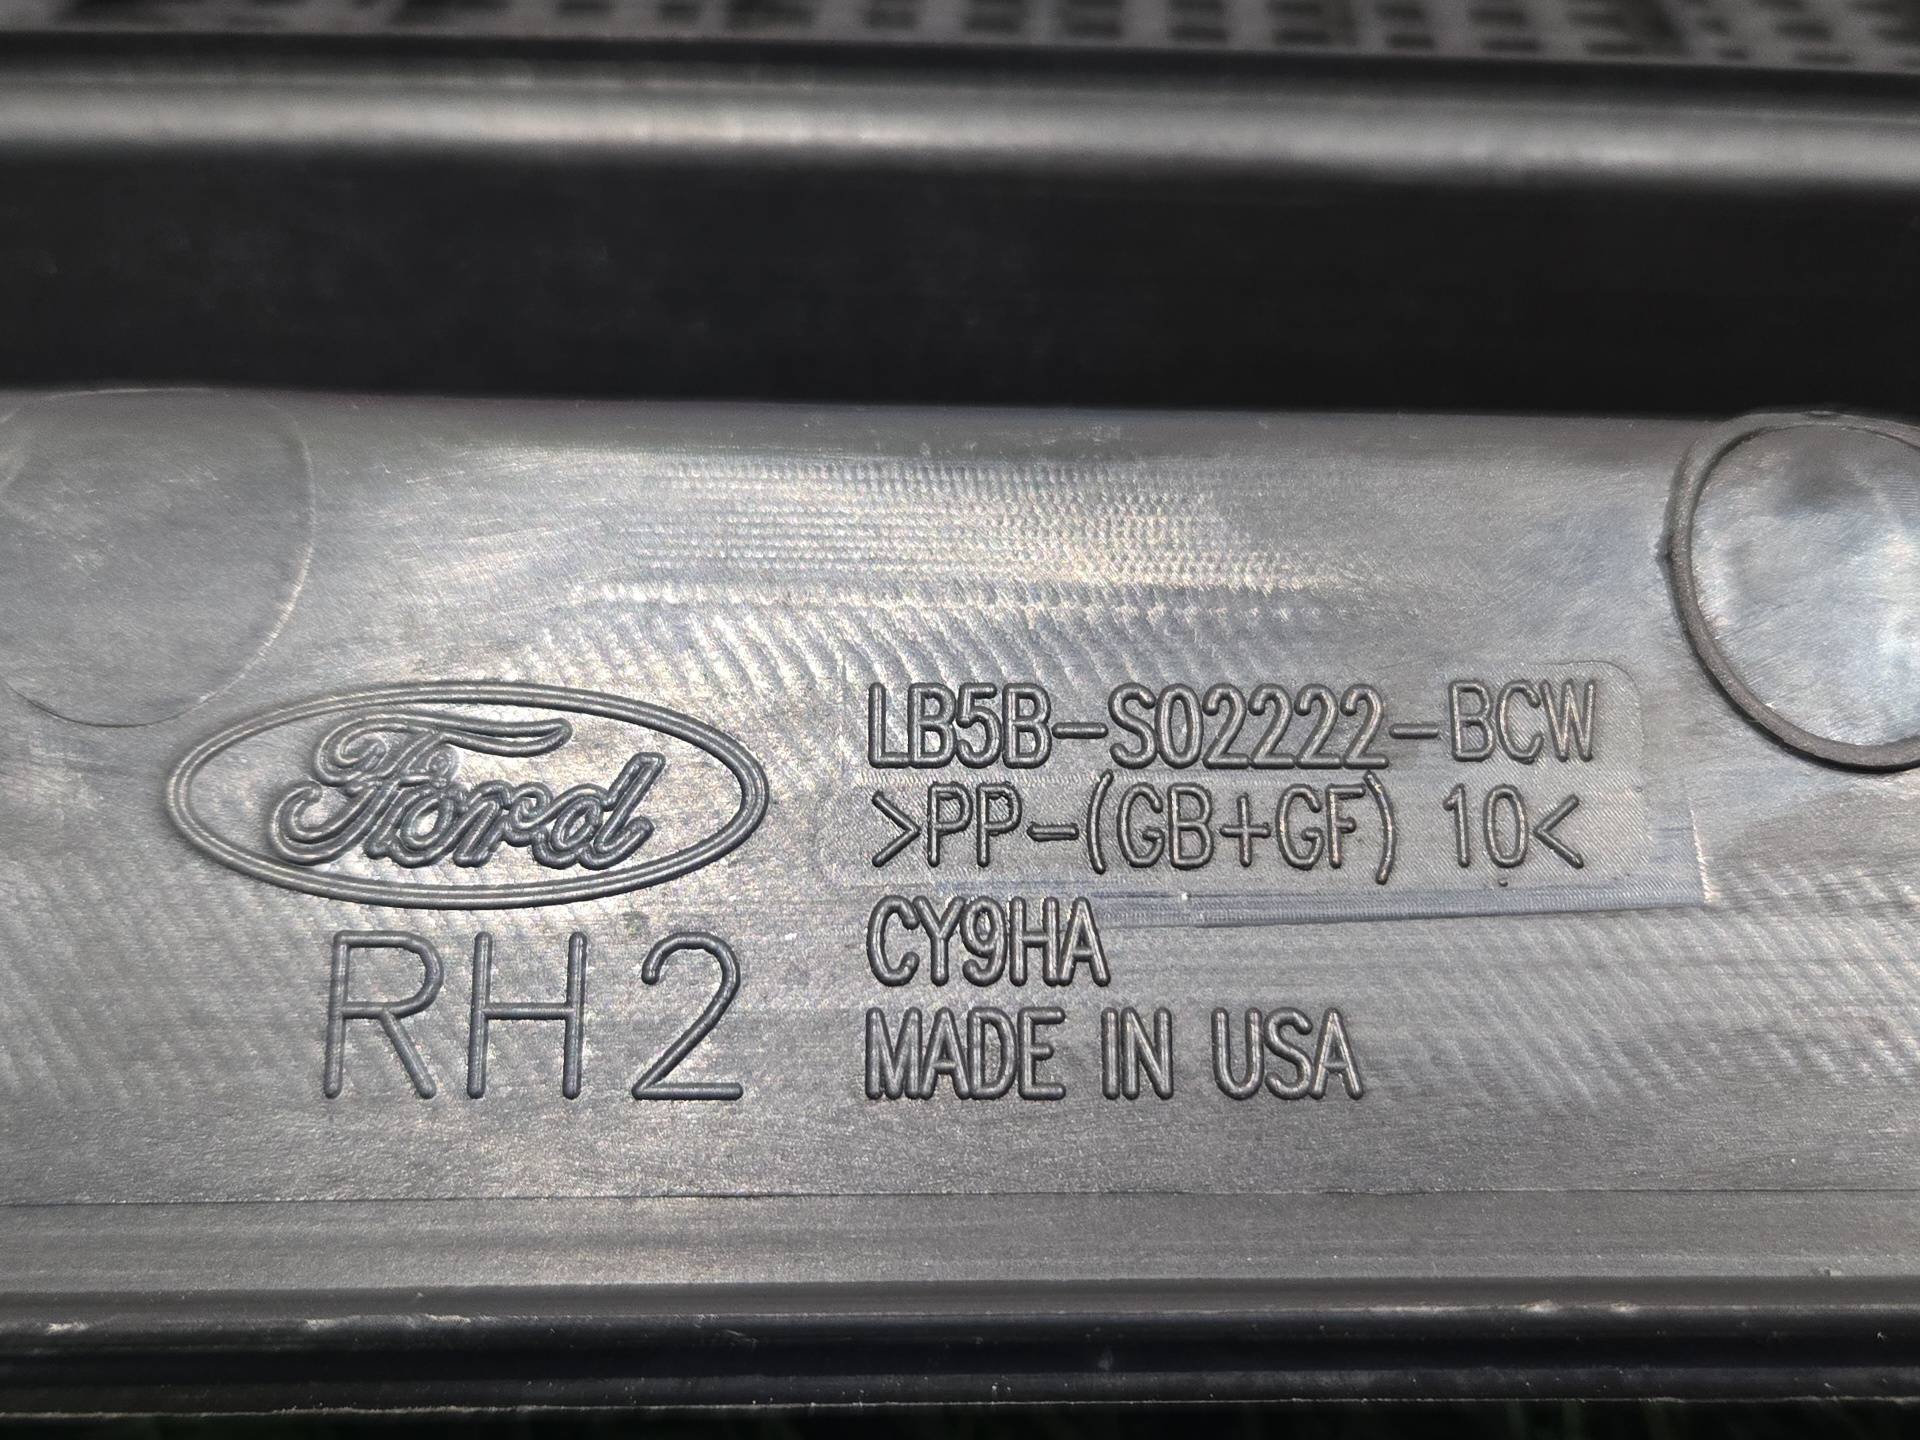 Ford
RH2
LB5B-S02222-BCW
>PP-(GB+GF) 10<
CY9HA
MADE IN USA